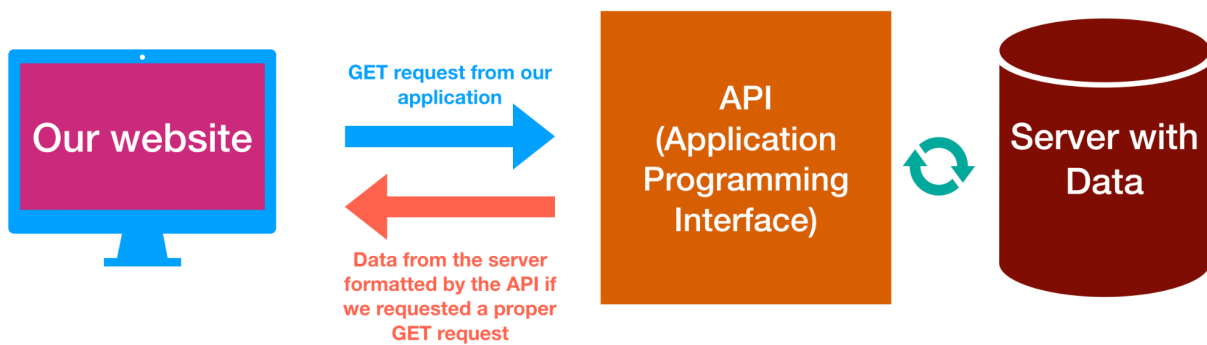 Our website
GET request from our
application
Data from the server
formatted by the API if
we requested a proper
GET request
API
(Application
Programming
Interface)
Server with
Data